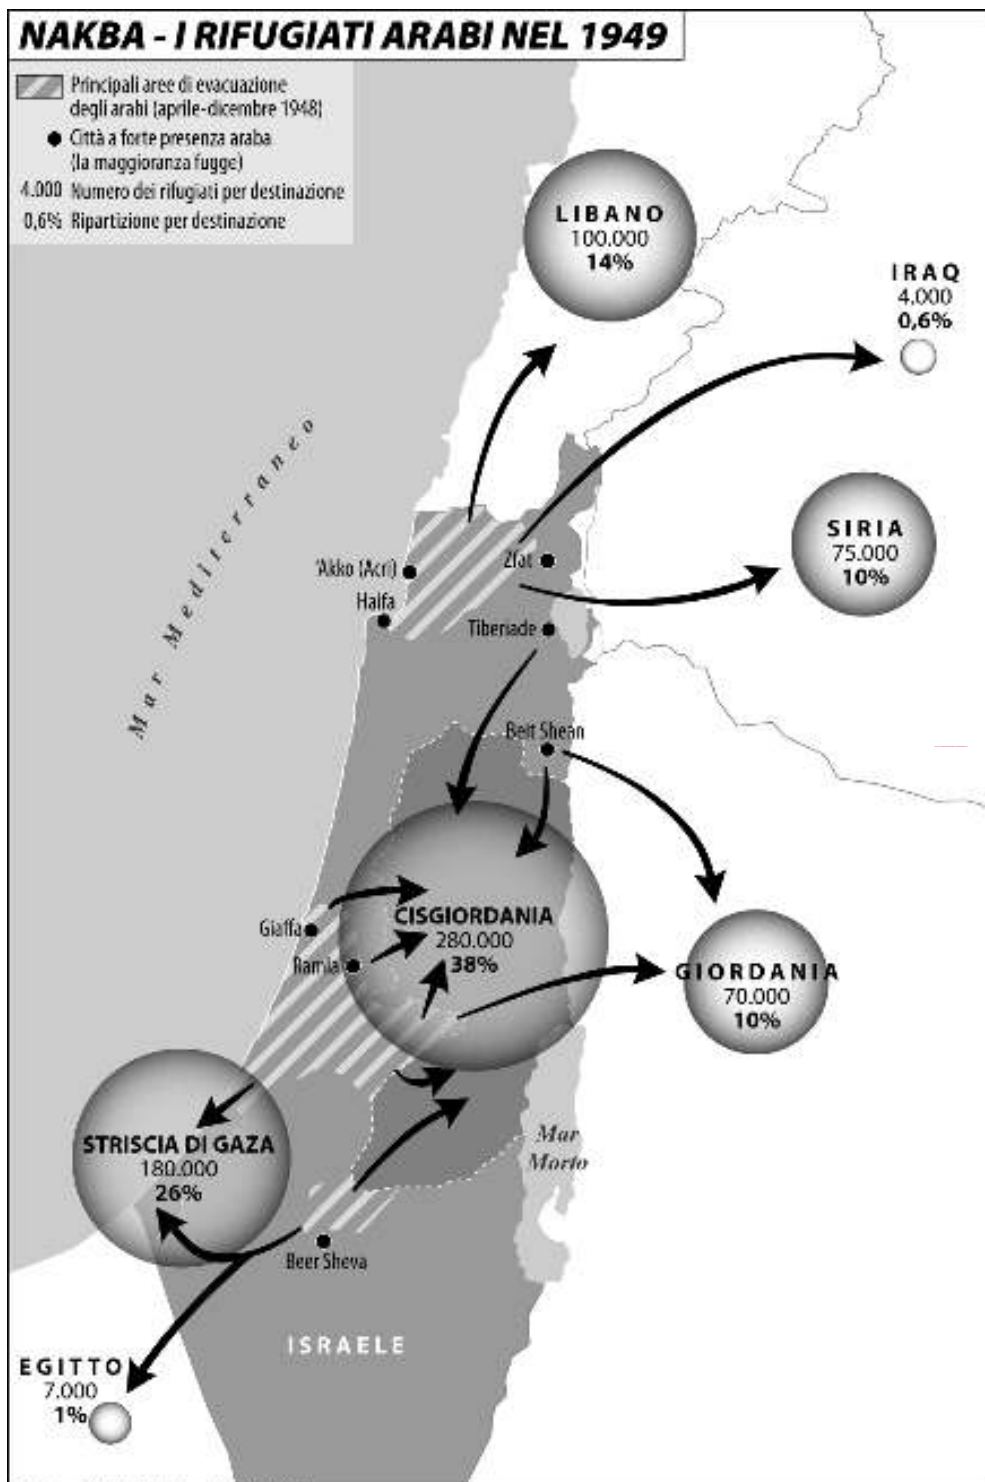 NAKBA - I RIFUGIATI ARABI NEL 1949
Principali aree di evacuazione
degli arabi (aprile-dicembre 1948)
Città a forte presenza araba
(la maggioranza fugge)
4.000 Numero dei rifugiati per destinazione
0,6% Ripartizione per destinazione
LIBANO
100.000
14%
IRAQ
4.000
0,6%
Mar Mediterraneo
SIRIA
75.000
10%
'Akko (Acri)
Zfat
Haifa
Tiberiade
Beit Shean
CISGIORDANIA
280.000
38%
Giaffa
Ramla
GIORDANIA
70.000
10%
STRISCIA DI GAZA
180.000
26%
Mar
Morto
Beer Sheva
ISRAELE
EGITTO
7.000
1%